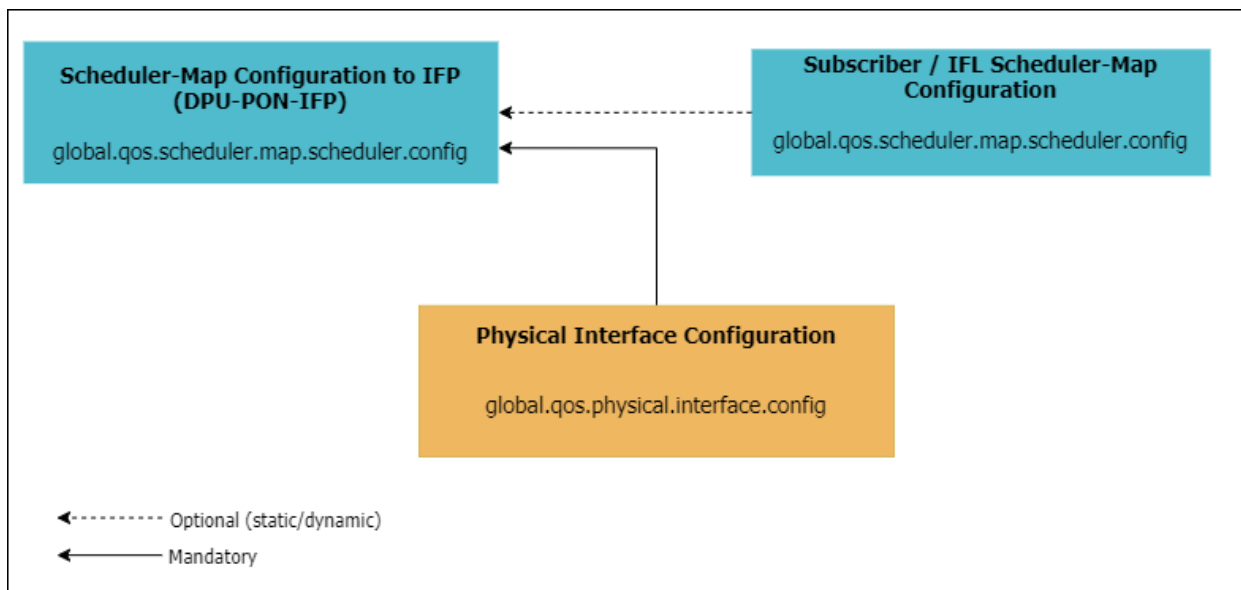 Scheduler-Map Configuration to IFP
(DPU-PON-IFP)
global.qos.scheduler.map.scheduler.config
Subscriber / IFL Scheduler-Map
Configuration
global.qos.scheduler.map.scheduler.config
Physical Interface Configuration
global.qos.physical.interface.config
Optional (static/dynamic)
Mandatory